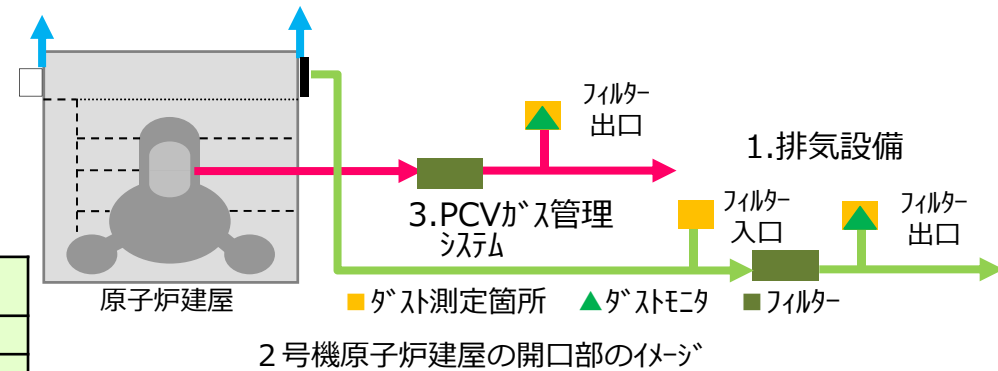 フィルター
出口
1.排気設備
3.PCVガス管理
システム
フィルター
入口
フィルター
出口
原子炉建屋
■ダスト測定箇所 ▲ダストモニタ ■フィルター
2号機原子炉建屋の開口部のイメージ